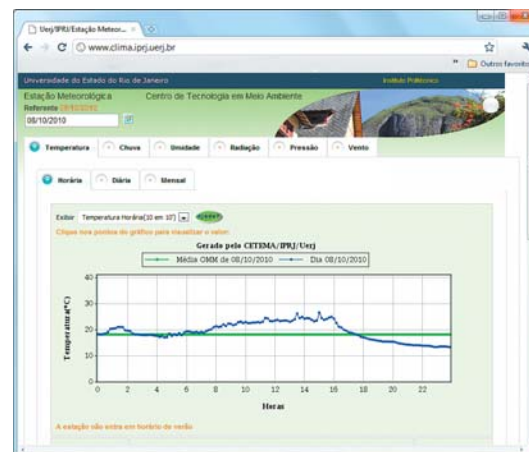 Uerj/IPRJ/Estação Meteor...
www.clima.iprj.uerj.br
Outros favoritos
Universidade do Estado do Rio de Janeiro
Instituto Politécnico
Estação Meteorológica
Centro de Tecnologia em Meio Ambiente
Referente
08/10/2010
Temperatura Chuva Umidade Radiação Pressão Vento
Horária Diária Mensal
Exibir Temperatura Horária(10 em 10')
Clique nos pontos do gráfico para visualizar o valor.
Gerado pelo CETEMA/IPRJ/Uerj
Média OMM de 08/10/2010 Dia 08/10/2010
Temperatura(°C)
40
30
20
10
0
0 2 4 6 8 10 12 14 16 18 20 22
Horas
A estação não entra em horário de verão